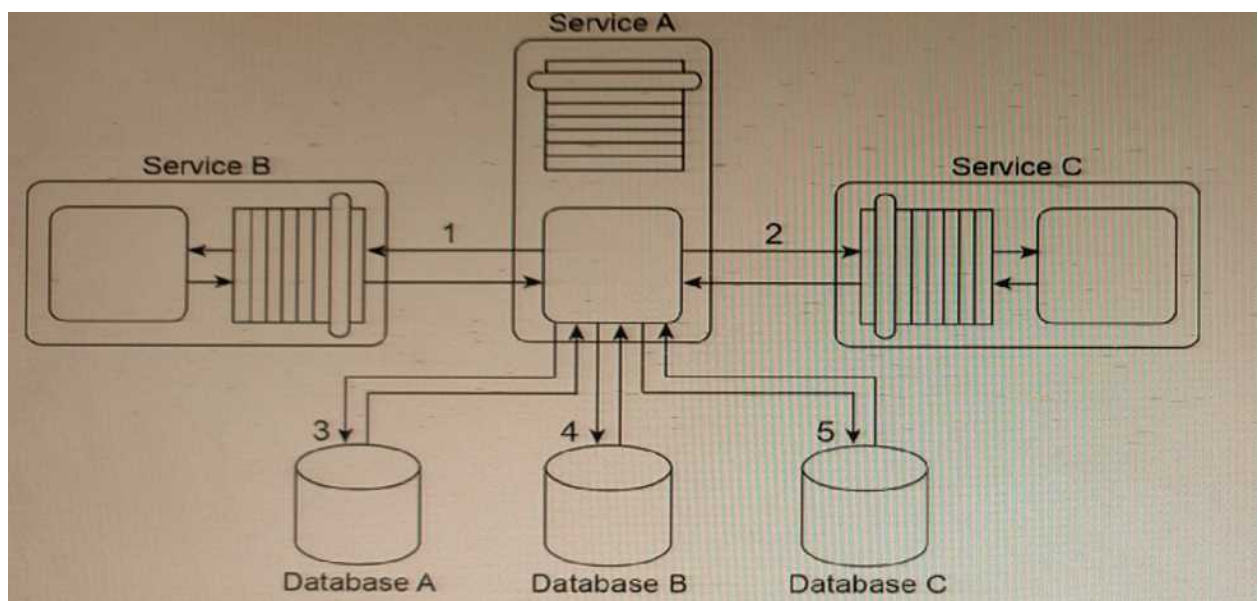 Service A
Service B
Service C
1
2
3
4
5
Database A
Database B
Database C